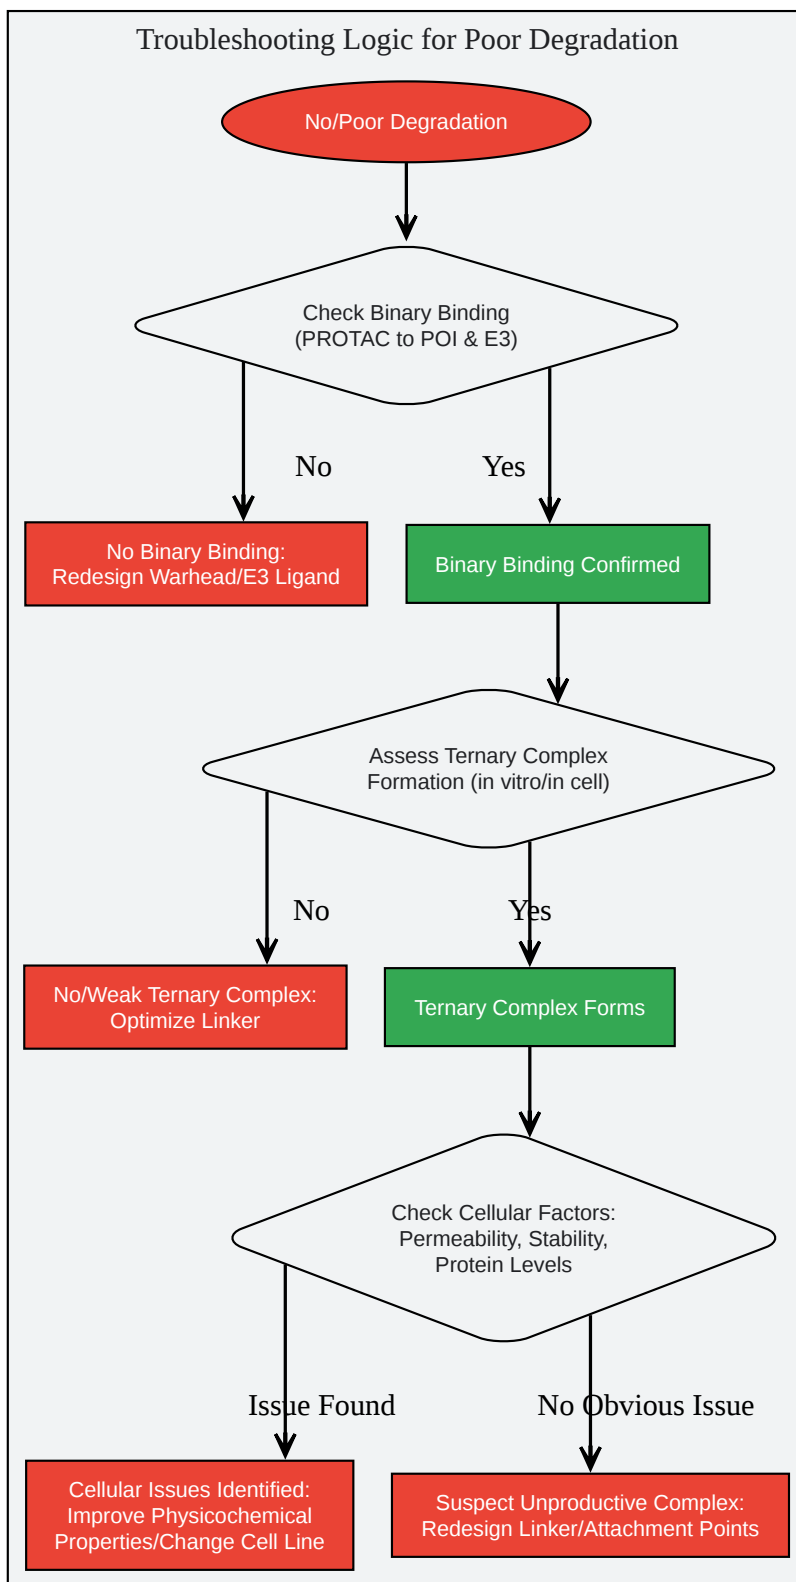 Troubleshooting Logic for Poor Degradation
No/Poor Degradation
Check Binary Binding
(PROTAC to POI & E3)
No
Yes
No Binary Binding:
Redesign Warhead/E3 Ligand
Binary Binding Confirmed
Assess Ternary Complex
Formation (in vitro/in cell)
No
Yes
No/Weak Ternary Complex:
Optimize Linker
Ternary Complex Forms
Check Cellular Factors:
Permeability, Stability,
Protein Levels
Issue Found
No Obvious Issue
Cellular Issues Identified:
Improve Physicochemical
Properties/Change Cell Line
Suspect Unproductive Complex:
Redesign Linker/Attachment Points